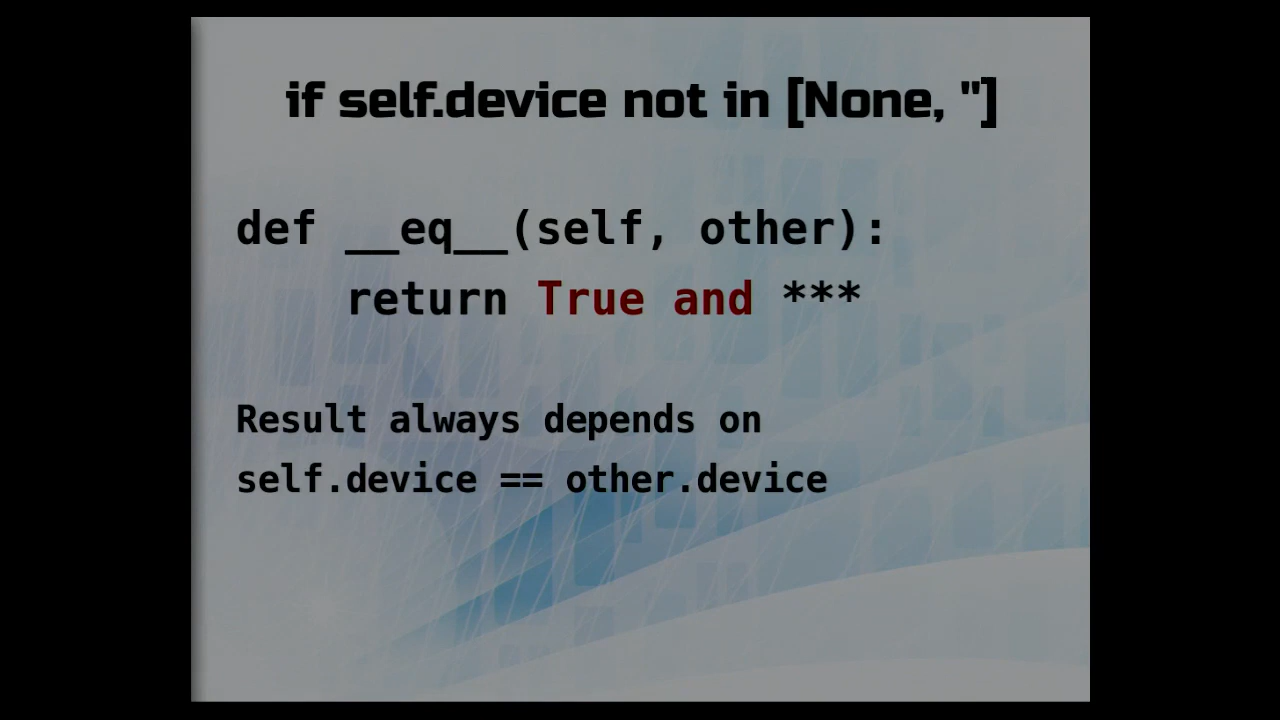 if self.device not in [None, '']
def __eq__(self, other):
return True and ***
Result always depends on
self.device == other.device